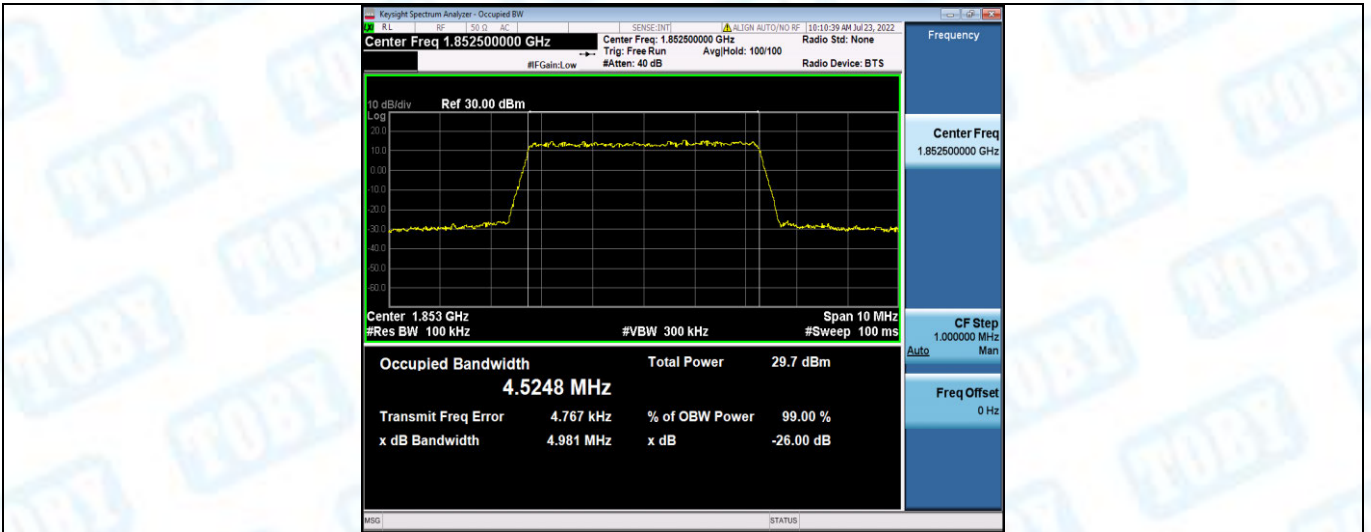 Keysight Spectrum Analyzer - Occupied BW
RL RF 50 Ω AC SENSE:INT ALIGN AUTO/NO RF 10:10:39 AM Jul 23, 2022
Center Freq 1.852500000 GHz
Center Freq: 1.852500000 GHz Radio Std: None
Trig: Free Run Avg|Hold: 100/100
#IFGain:Low #Atten: 40 dB Radio Device: BTS
Frequency
10 dB/div Ref 30.00 dBm
Log
20.0
10.0
0.00
-10.0
-20.0
-30.0
-40.0
-50.0
-60.0
Center Freq
1.852500000 GHz
Center 1.853 GHz Span 10 MHz
#Res BW 100 kHz #VBW 300 kHz #Sweep 100 ms
CF Step
1.000000 MHz
Auto Man
Occupied Bandwidth Total Power 29.7 dBm
4.5248 MHz
Freq Offset
0 Hz
Transmit Freq Error 4.767 kHz % of OBW Power 99.00 %
x dB Bandwidth 4.981 MHz x dB -26.00 dB
MSG STATUS
TOBY